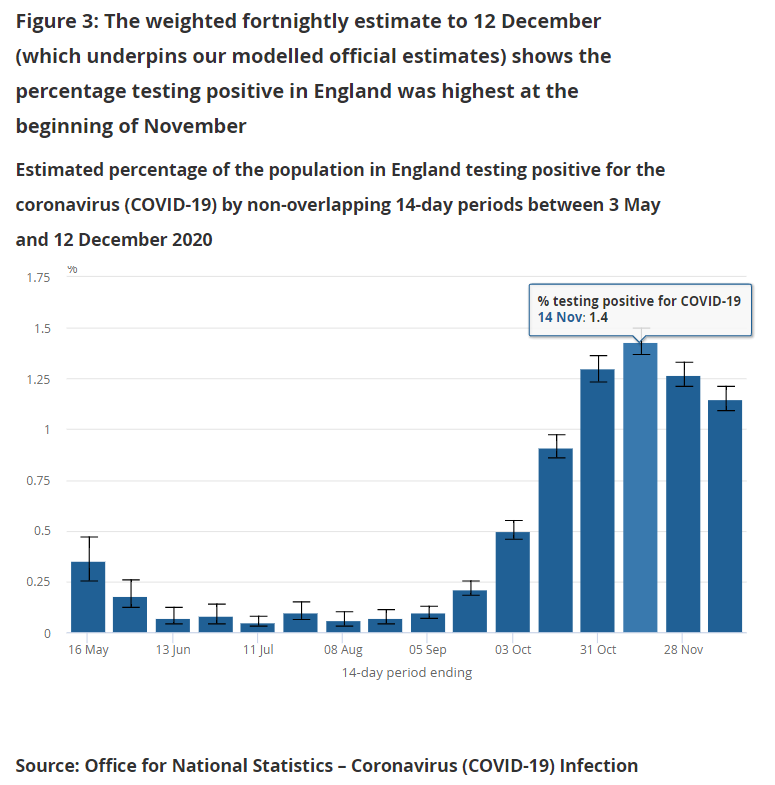 Figure 3: The weighted fortnightly estimate to 12 December
(which underpins our modelled official estimates) shows the
percentage testing positive in England was highest at the
beginning of November
Estimated percentage of the population in England testing positive for the
coronavirus (COVID-19) by non-overlapping 14-day periods between 3 May
and 12 December 2020
%
1.75
% testing positive for COVID-19
14 Nov: 1.4
1.5
1.25
1
0.75
0.5
0.25
0
16 May 13 Jun 11 Jul 08 Aug 05 Sep 03 Oct 31 Oct 28 Nov
14-day period ending
Source: Office for National Statistics – Coronavirus (COVID-19) Infection